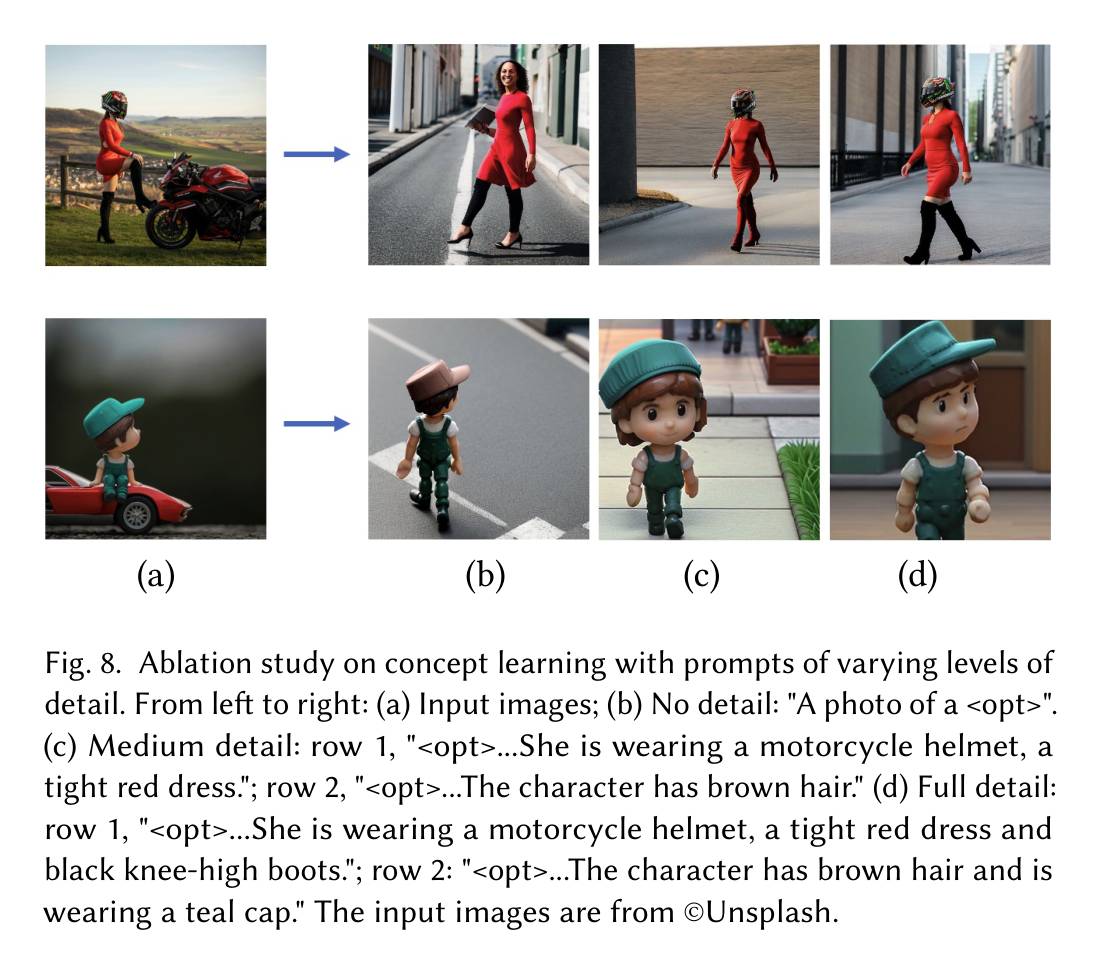 (a)
(b)
(c)
(d)
Fig. 8. Ablation study on concept learning with prompts of varying levels of
detail. From left to right: (a) Input images; (b) No detail: "A photo of a <opt>".
(c) Medium detail: row 1, "<opt>...She is wearing a motorcycle helmet, a
tight red dress."; row 2, "<opt>...The character has brown hair." (d) Full detail:
row 1, "<opt>...She is wearing a motorcycle helmet, a tight red dress and
black knee-high boots."; row 2: "<opt>...The character has brown hair and is
wearing a teal cap." The input images are from ©Unsplash.